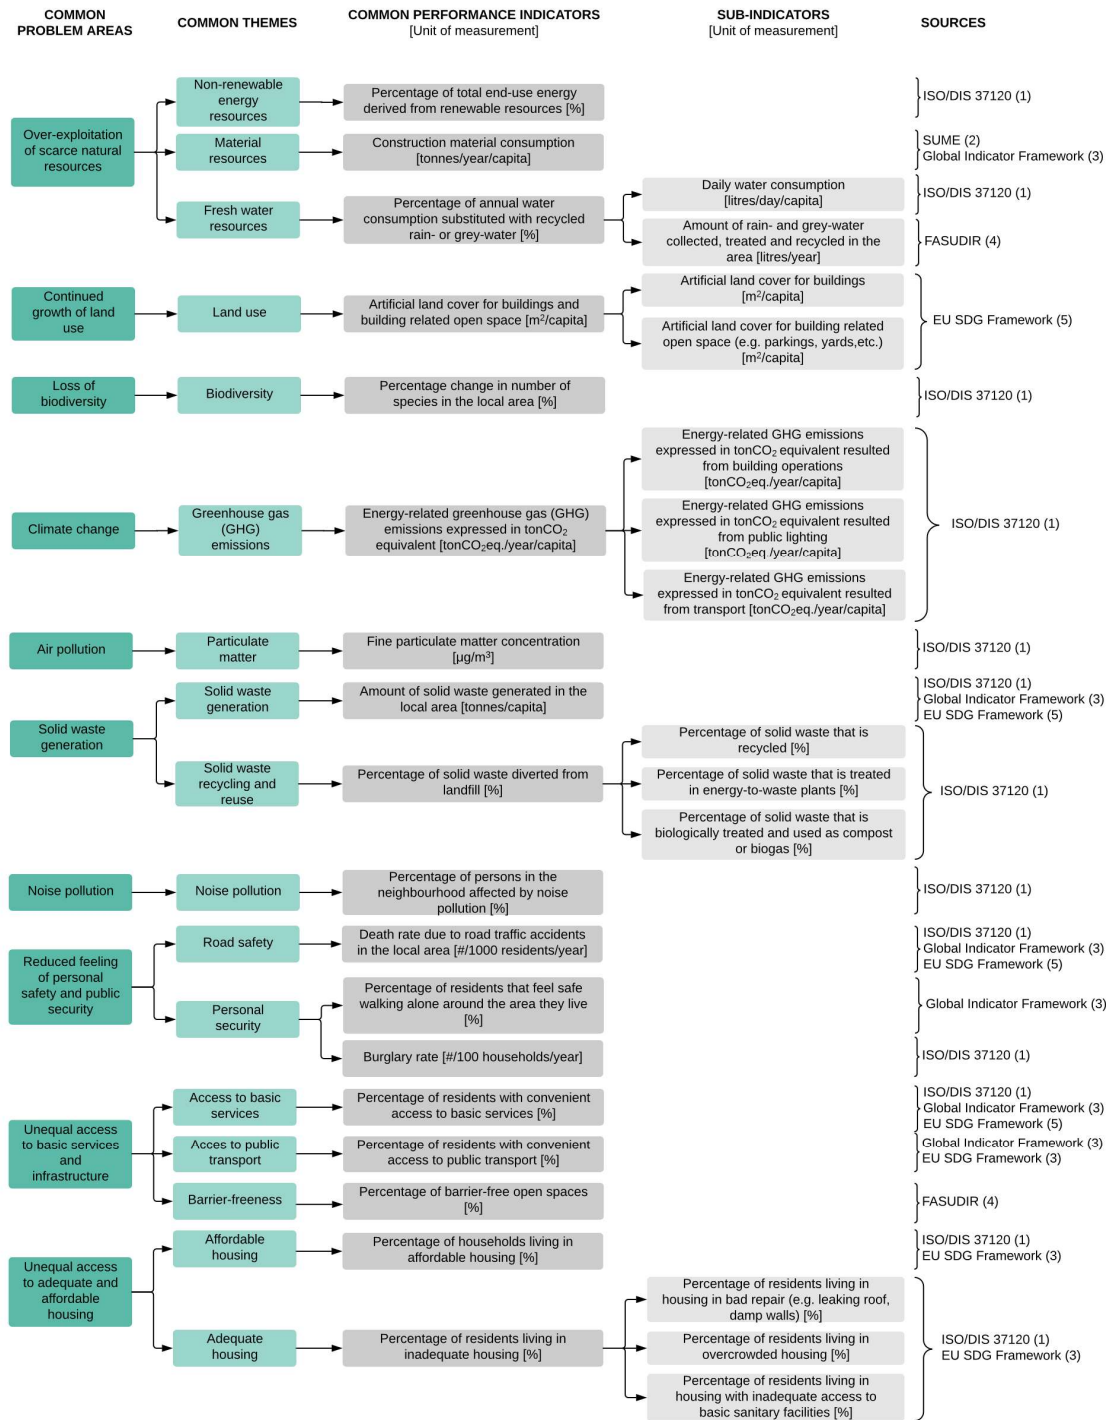 COMMON
PROBLEM AREAS
COMMON THEMES
COMMON PERFORMANCE INDICATORS
[Unit of measurement]
SUB-INDICATORS
[Unit of measurement]
SOURCES
Over-exploitation
of scarce natural
resources
Non-renewable
energy
resources
Percentage of total end-use energy
derived from renewable resources [%]
ISO/DIS 37120 (1)
Material
resources
Construction material consumption
[tonnes/year/capita]
SUME (2)
Global Indicator Framework (3)
Fresh water
resources
Percentage of annual water
consumption substituted with recycled
rain- or grey-water [%]
Daily water consumption
[litres/day/capita]
ISO/DIS 37120 (1)
Amount of rain- and grey-water
collected, treated and recycled in the
area [litres/year]
FASUDIR (4)
Continued
growth of land
use
Land use
Artificial land cover for buildings and
building related open space [m²/capita]
Artificial land cover for buildings
[m²/capita]
Artificial land cover for building related
open space (e.g. parkings, yards,etc.)
[m²/capita]
EU SDG Framework (5)
Loss of
biodiversity
Biodiversity
Percentage change in number of
species in the local area [%]
ISO/DIS 37120 (1)
Climate change
Greenhouse gas
(GHG)
emissions
Energy-related greenhouse gas (GHG)
emissions expressed in tonCO₂
equivalent [tonCO₂eq./year/capita]
Energy-related GHG emissions
expressed in tonCO₂ equivalent resulted
from building operations
[tonCO₂eq./year/capita]
Energy-related GHG emissions
expressed in tonCO₂ equivalent resulted
from public lighting
[tonCO₂eq./year/capita]
Energy-related GHG emissions
expressed in tonCO₂ equivalent resulted
from transport [tonCO₂eq./year/capita]
ISO/DIS 37120 (1)
Air pollution
Particulate
matter
Fine particulate matter concentration
[µg/m³]
ISO/DIS 37120 (1)
Solid waste
generation
Solid waste
generation
Amount of solid waste generated in the
local area [tonnes/capita]
ISO/DIS 37120 (1)
Global Indicator Framework (3)
EU SDG Framework (5)
Solid waste
recycling and
reuse
Percentage of solid waste diverted from
landfill [%]
Percentage of solid waste that is
recycled [%]
Percentage of solid waste that is treated
in energy-to-waste plants [%]
Percentage of solid waste that is
biologically treated and used as compost
or biogas [%]
ISO/DIS 37120 (1)
Noise pollution
Noise pollution
Percentage of persons in the
neighbourhood affected by noise
pollution [%]
ISO/DIS 37120 (1)
Reduced feeling
of personal
safety and public
security
Road safety
Death rate due to road traffic accidents
in the local area [#/1000 residents/year]
ISO/DIS 37120 (1)
Global Indicator Framework (3)
EU SDG Framework (5)
Personal
security
Percentage of residents that feel safe
walking alone around the area they live
[%]
Global Indicator Framework (3)
Burglary rate [#/100 households/year]
ISO/DIS 37120 (1)
Unequal access
to basic services
and
infrastructure
Access to basic
services
Percentage of residents with convenient
access to basic services [%]
ISO/DIS 37120 (1)
Global Indicator Framework (3)
EU SDG Framework (5)
Acces to public
transport
Percentage of residents with convenient
access to public transport [%]
Global Indicator Framework (3)
EU SDG Framework (3)
Barrier-freeness
Percentage of barrier-free open spaces
[%]
FASUDIR (4)
Unequal access
to adequate and
affordable
housing
Affordable
housing
Percentage of households living in
affordable housing [%]
ISO/DIS 37120 (1)
EU SDG Framework (3)
Adequate
housing
Percentage of residents living in
inadequate housing [%]
Percentage of residents living in
housing in bad repair (e.g. leaking roof,
damp walls) [%]
Percentage of residents living in
overcrowded housing [%]
Percentage of residents living in
housing with inadequate access to
basic sanitary facilities [%]
ISO/DIS 37120 (1)
EU SDG Framework (3)